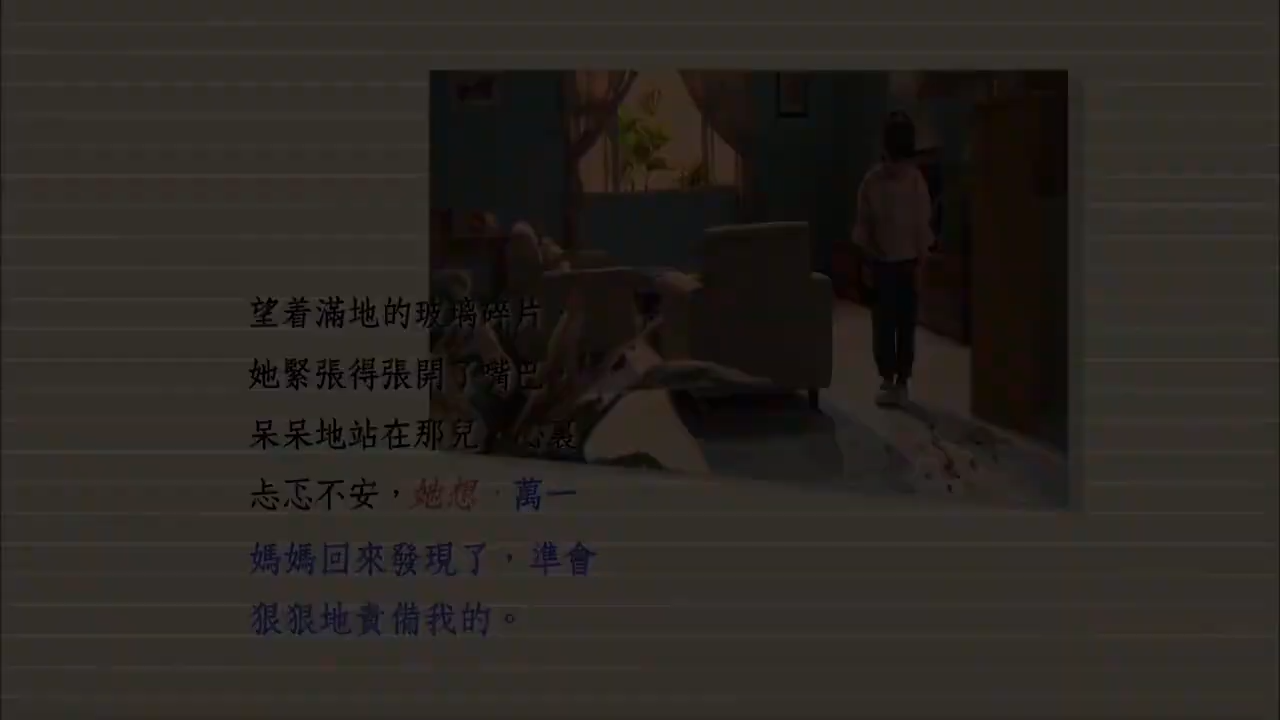 望着滿地的玻璃碎片
她緊張得張開了嘴巴
呆呆地站在那兒，心裏
忐忑不安，她想，萬一
媽媽回來發現了，準會
狠狠地責備我的。